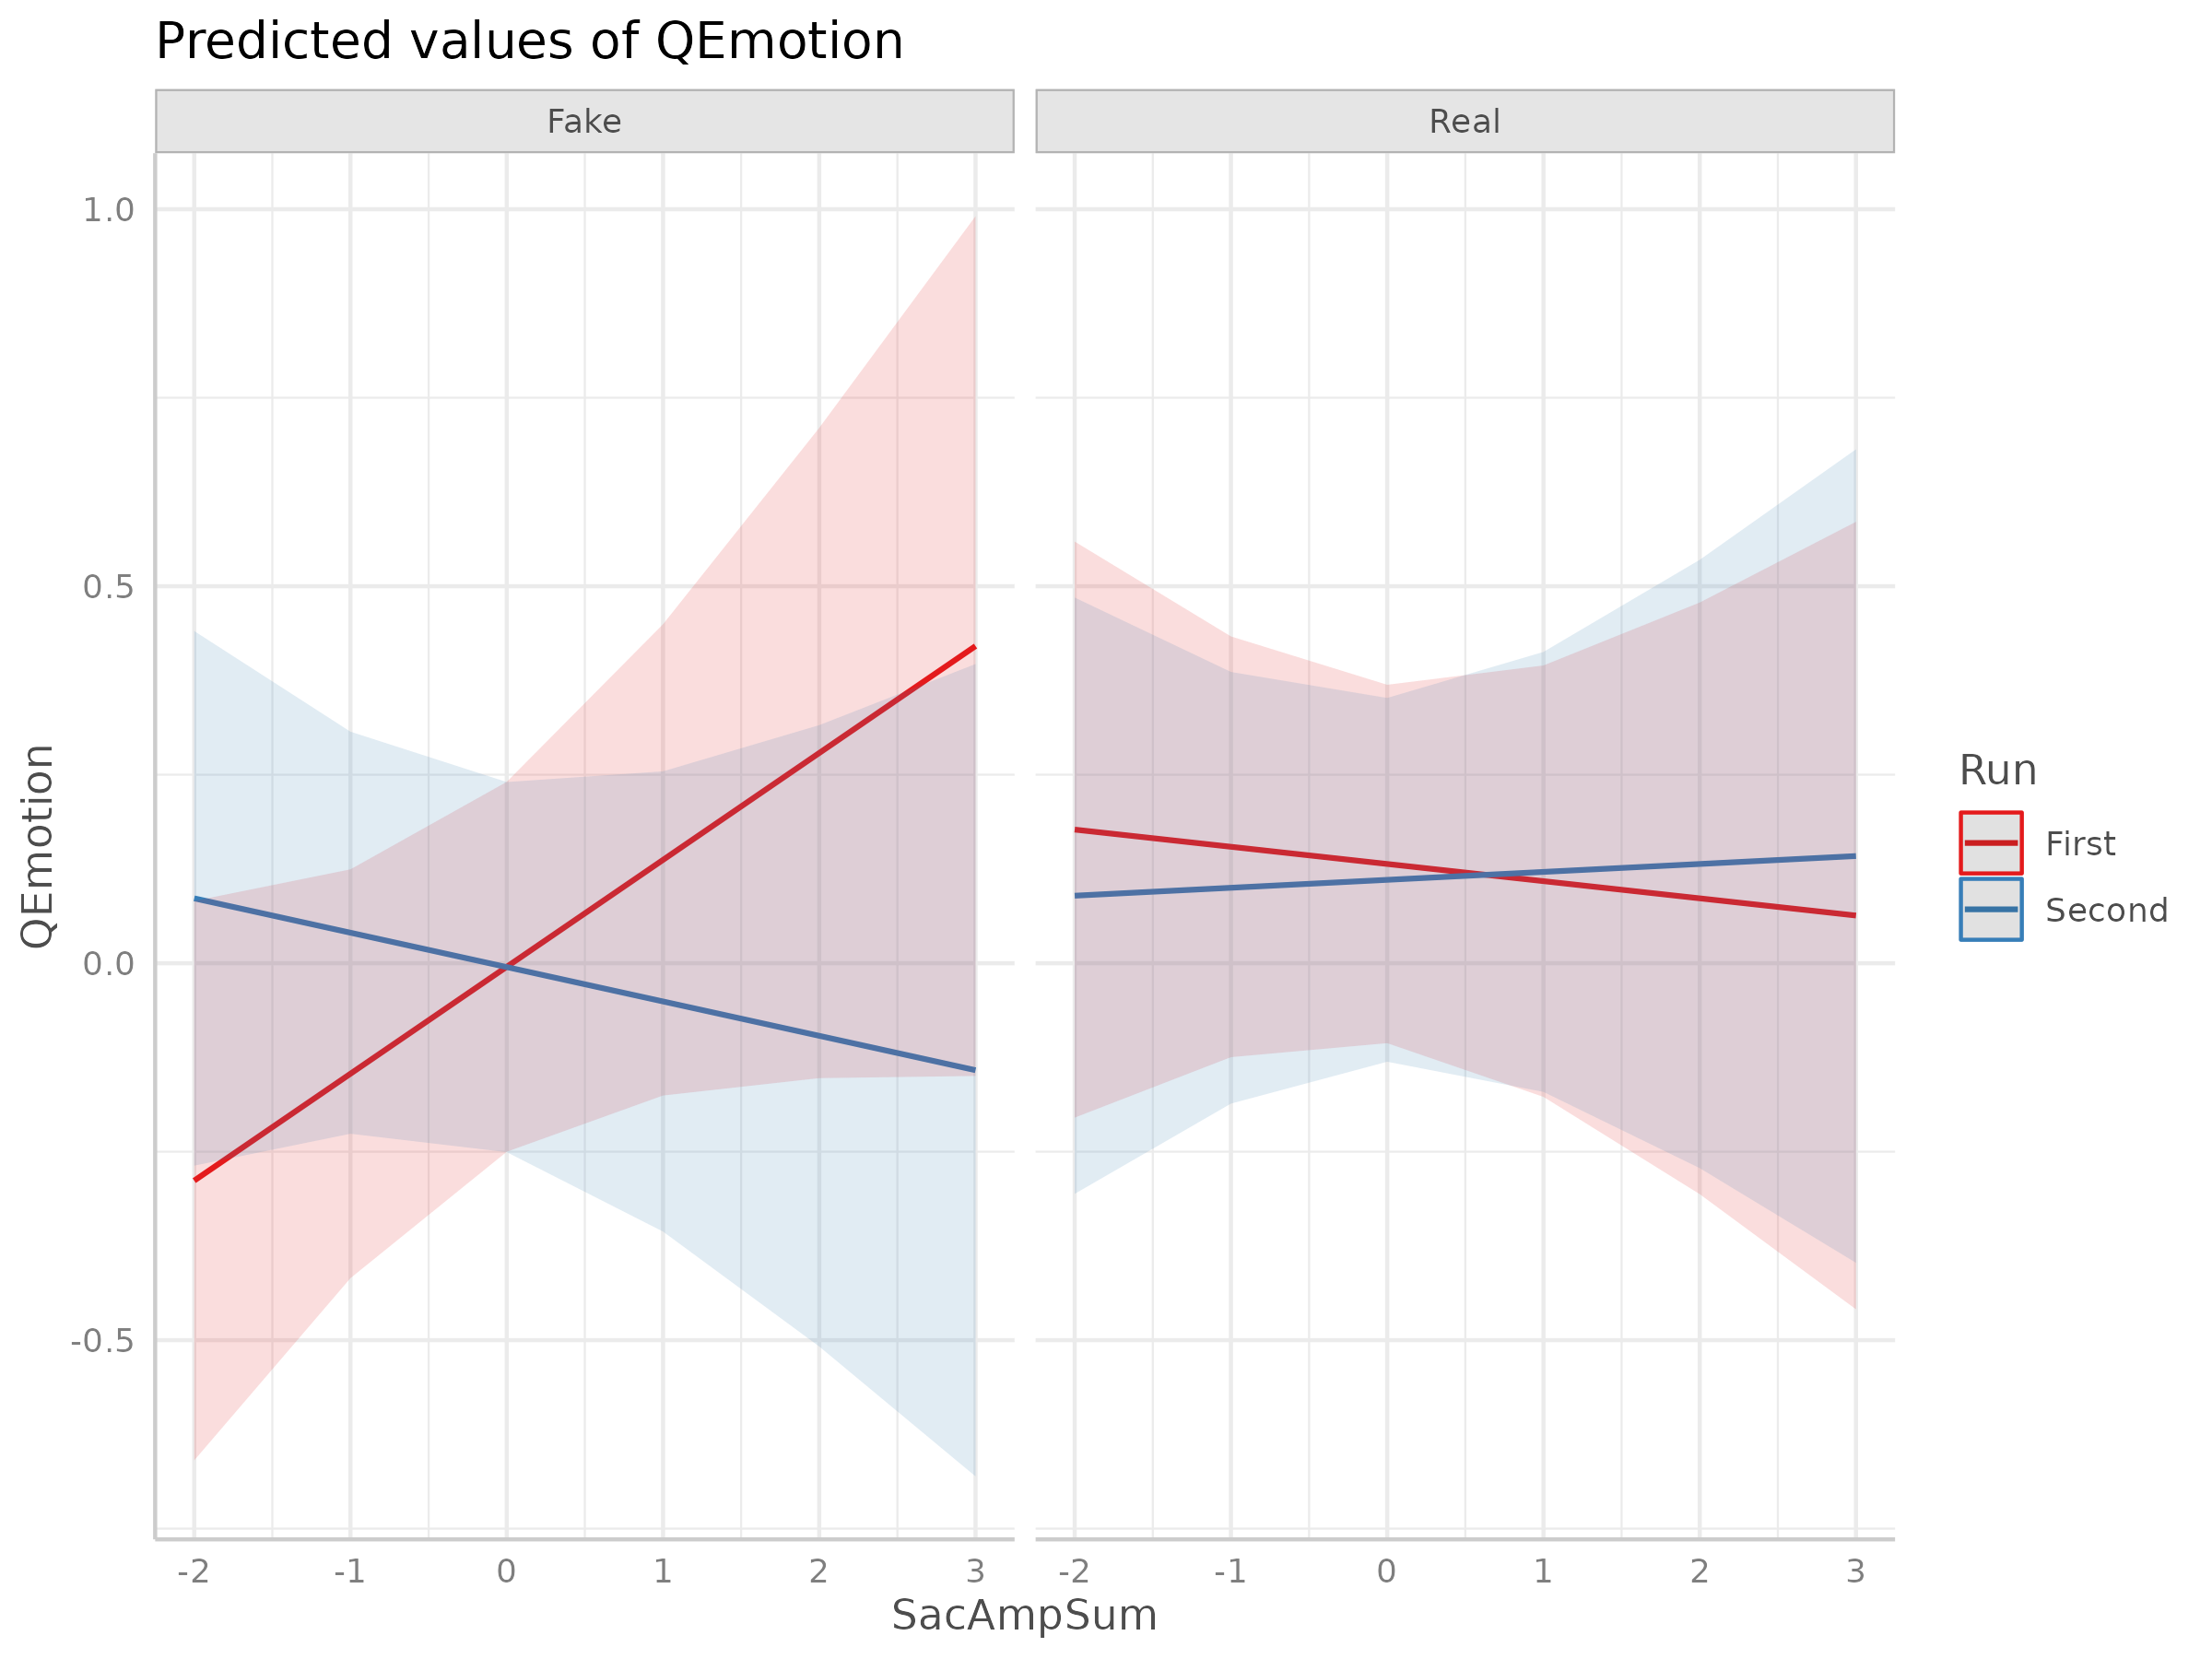 Predicted values of QEmotion
Fake
Real
1.0
0.5
0.0
-0.5
QEmotion
-2 -1 0 1 2 3
-2 -1 0 1 2 3
SacAmpSum
Run
First
Second